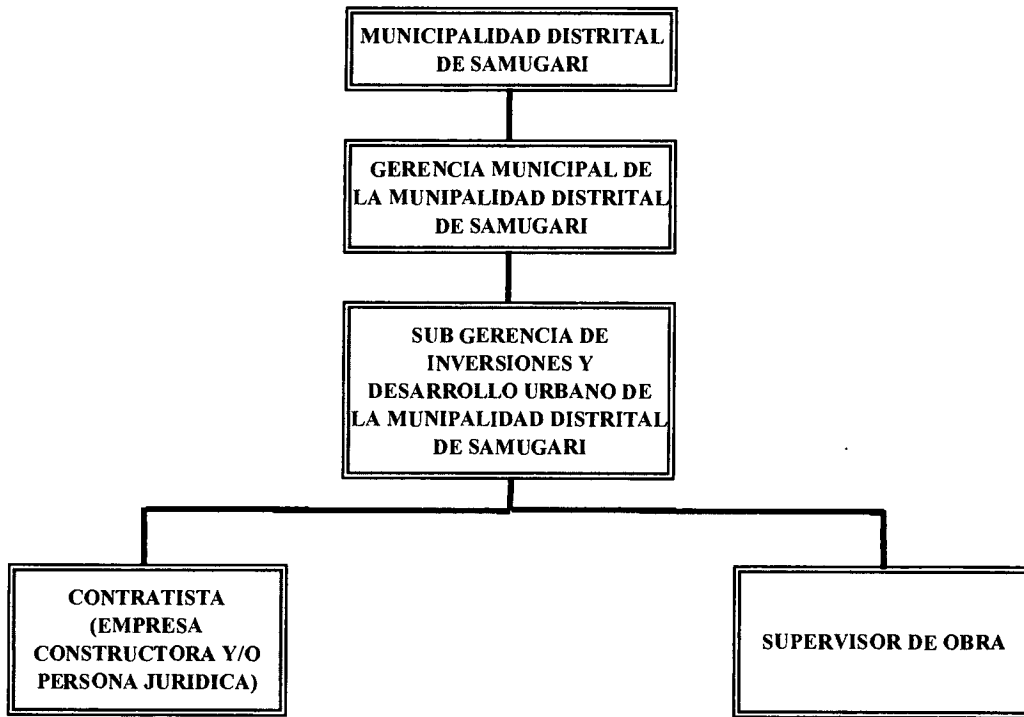 MUNICIPALIDAD DISTRITAL
DE SAMUGARI
GERENCIA MUNICIPAL DE
LA MUNIPALIDAD DISTRITAL
DE SAMUGARI
SUB GERENCIA DE
INVERSIONES Y
DESARROLLO URBANO DE
LA MUNIPALIDAD DISTRITAL
DE SAMUGARI
CONTRATISTA
(EMPRESA
CONSTRUCTORA Y/O
PERSONA JURIDICA)
SUPERVISOR DE OBRA